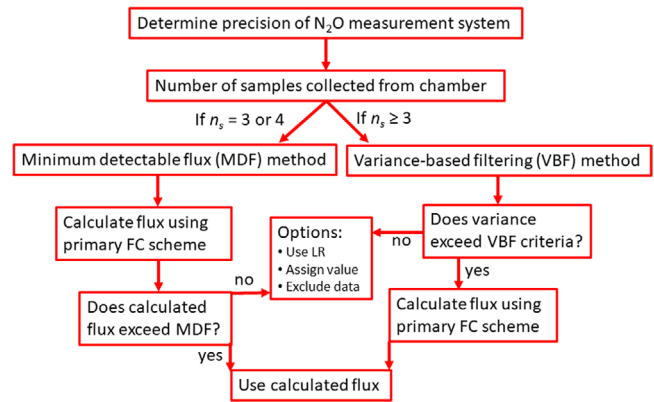 Determine precision of N₂O measurement system
Number of samples collected from chamber
If nₛ = 3 or 4
If nₛ ≥ 3
Minimum detectable flux (MDF) method
Variance-based filtering (VBF) method
Calculate flux using
primary FC scheme
Options:
• Use LR
• Assign value
• Exclude data
Does variance
exceed VBF criteria?
no
yes
no
Does calculated
flux exceed MDF?
Calculate flux using
primary FC scheme
yes
Use calculated flux